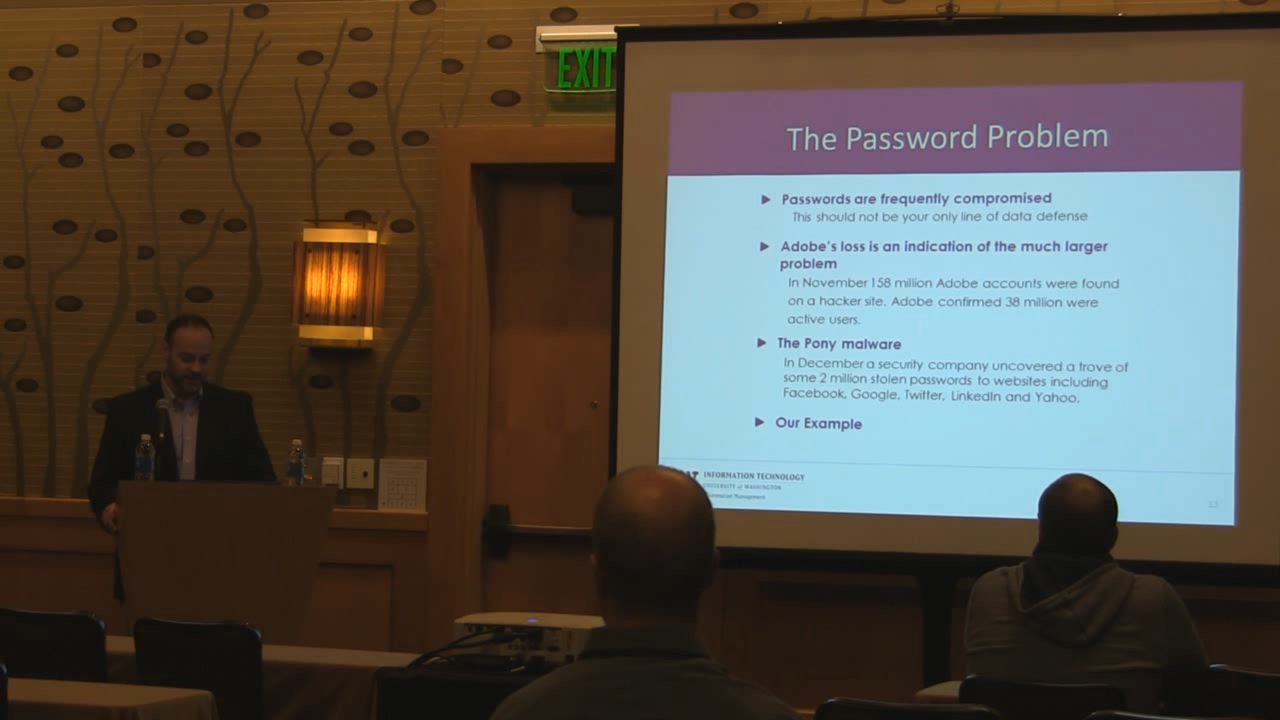 EXIT
The Password Problem
Passwords are frequently compromised
This should not be your only line of data defense
Adobe's loss is an indication of the much larger
problem
In November 158 million Adobe accounts were found
on a hacker site. Adobe confirmed 38 million were
active users.
The Pony malware
In December a security company uncovered a trove of
some 2 million stolen passwords to websites including
Facebook, Google, Twitter, LinkedIn and Yahoo.
Our Example
INFORMATION TECHNOLOGY
UNIVERSITY of WASHINGTON
Management
13